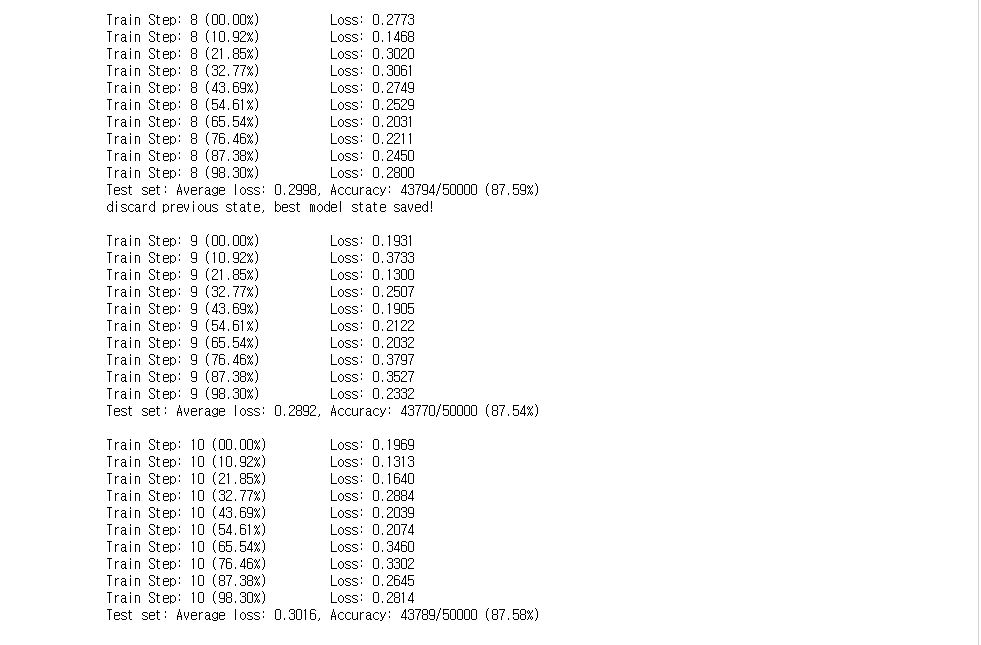 Train Step: 8 (00.00%) Loss: 0.2773
Train Step: 8 (10.92%) Loss: 0.1468
Train Step: 8 (21.85%) Loss: 0.3020
Train Step: 8 (32.77%) Loss: 0.3061
Train Step: 8 (43.69%) Loss: 0.2749
Train Step: 8 (54.61%) Loss: 0.2529
Train Step: 8 (65.54%) Loss: 0.2031
Train Step: 8 (76.46%) Loss: 0.2211
Train Step: 8 (87.38%) Loss: 0.2450
Train Step: 8 (98.30%) Loss: 0.2800
Test set: Average loss: 0.2998, Accuracy: 43794/50000 (87.59%)
discard previous state, best model state saved!
Train Step: 9 (00.00%) Loss: 0.1931
Train Step: 9 (10.92%) Loss: 0.3733
Train Step: 9 (21.85%) Loss: 0.1300
Train Step: 9 (32.77%) Loss: 0.2507
Train Step: 9 (43.69%) Loss: 0.1905
Train Step: 9 (54.61%) Loss: 0.2122
Train Step: 9 (65.54%) Loss: 0.2032
Train Step: 9 (76.46%) Loss: 0.3797
Train Step: 9 (87.38%) Loss: 0.3527
Train Step: 9 (98.30%) Loss: 0.2332
Test set: Average loss: 0.2892, Accuracy: 43770/50000 (87.54%)
Train Step: 10 (00.00%) Loss: 0.1969
Train Step: 10 (10.92%) Loss: 0.1313
Train Step: 10 (21.85%) Loss: 0.1640
Train Step: 10 (32.77%) Loss: 0.2884
Train Step: 10 (43.69%) Loss: 0.2039
Train Step: 10 (54.61%) Loss: 0.2074
Train Step: 10 (65.54%) Loss: 0.3460
Train Step: 10 (76.46%) Loss: 0.3302
Train Step: 10 (87.38%) Loss: 0.2645
Train Step: 10 (98.30%) Loss: 0.2814
Test set: Average loss: 0.3016, Accuracy: 43789/50000 (87.58%)